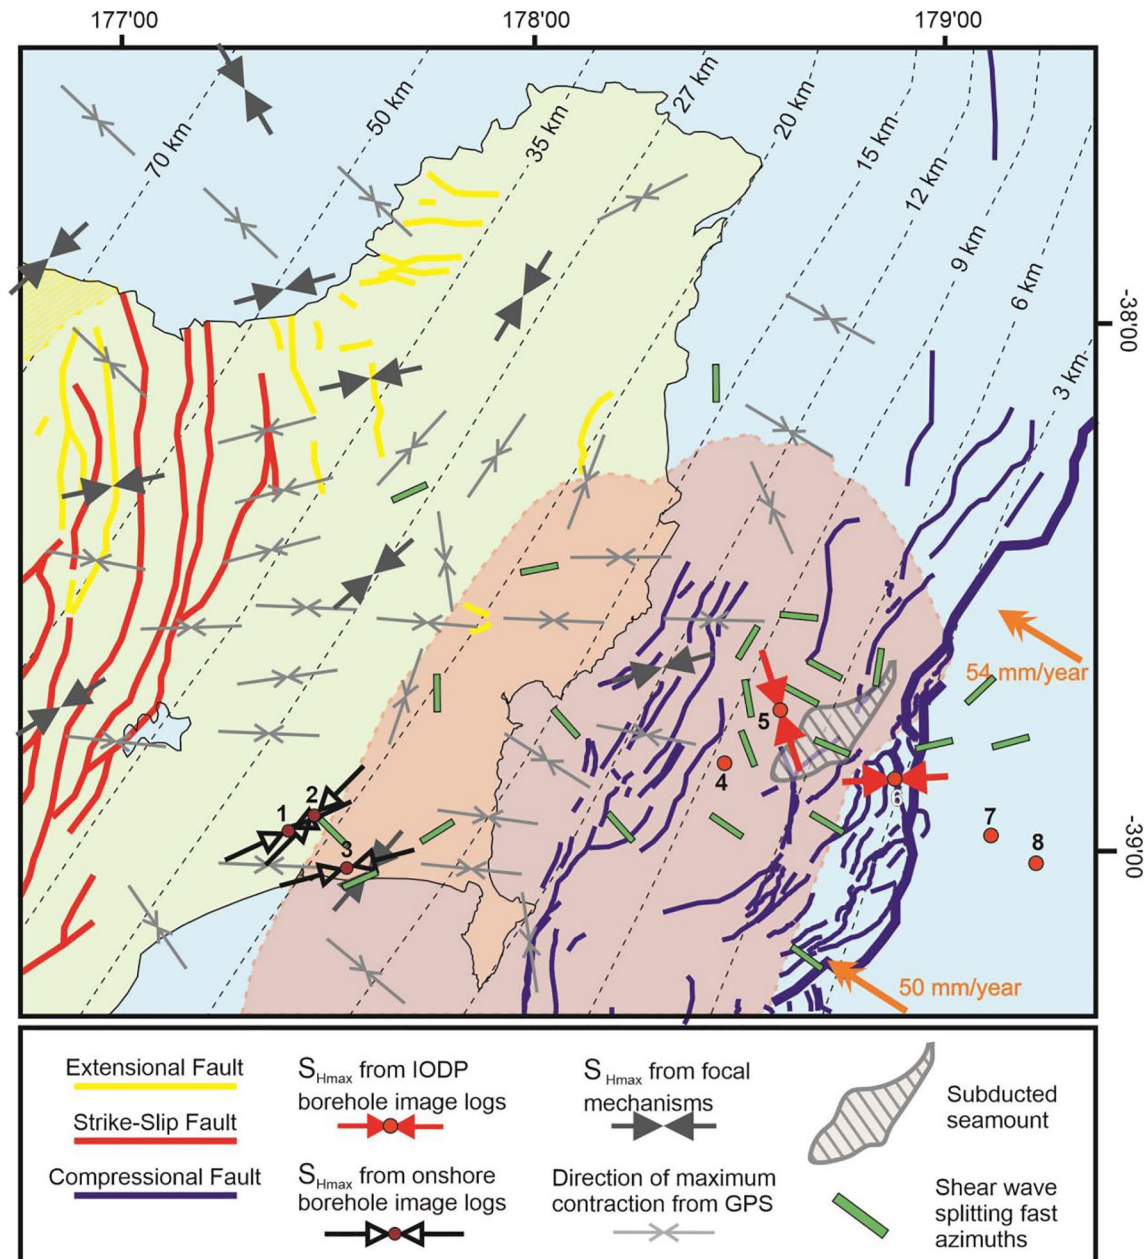 177'00 178'00 179'00
70 km
50 km
35 km
27 km
20 km
15 km
12 km
9 km
6 km
3 km
-38'00
54 mm/year
5
4
6
2
1
3
7
8
-39'00
50 mm/year
Extensional Fault
Strike-Slip Fault
Compressional Fault
SHmax from IODP
borehole image logs
SHmax from onshore
borehole image logs
SHmax from focal
mechanisms
Direction of maximum
contraction from GPS
Subducted
seamount
Shear wave
splitting fast
azimuths